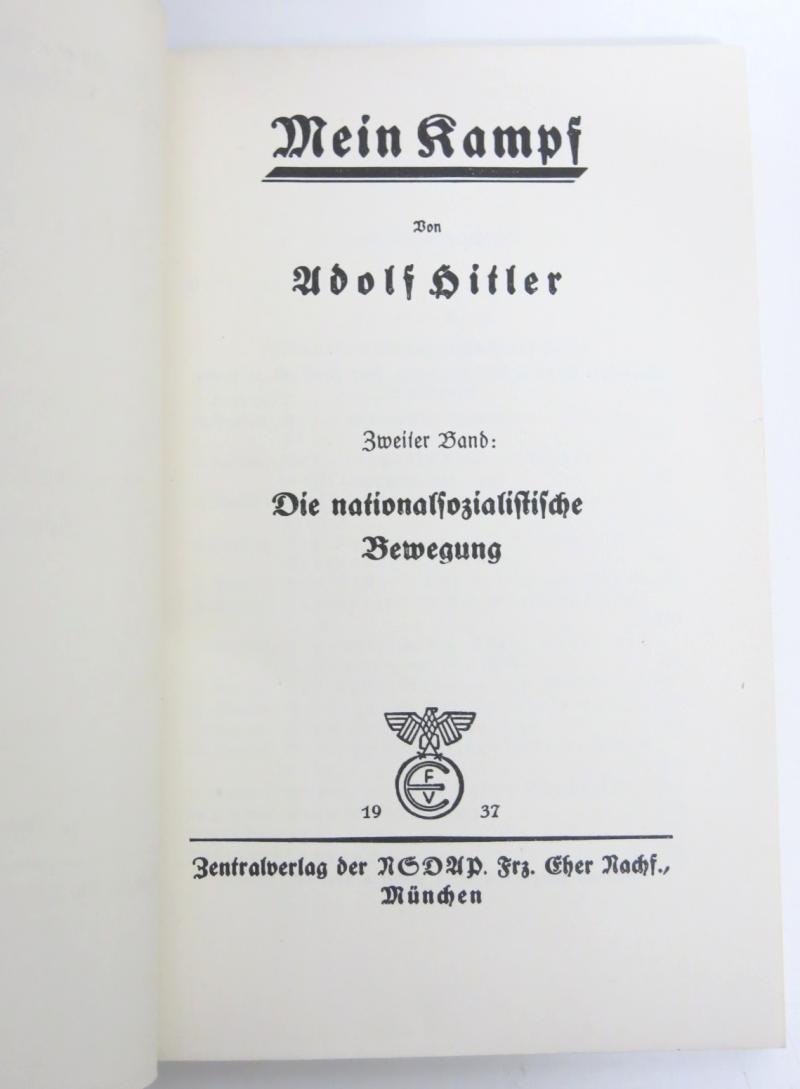 Mein Kampf
Von
Adolf Hitler
Zweiter Band:
Die nationalſozialiſtiſche
Bewegung
F
E
V
19 37
Zentralverlag der NSDAP. Frz. Eher Nachf.,
München